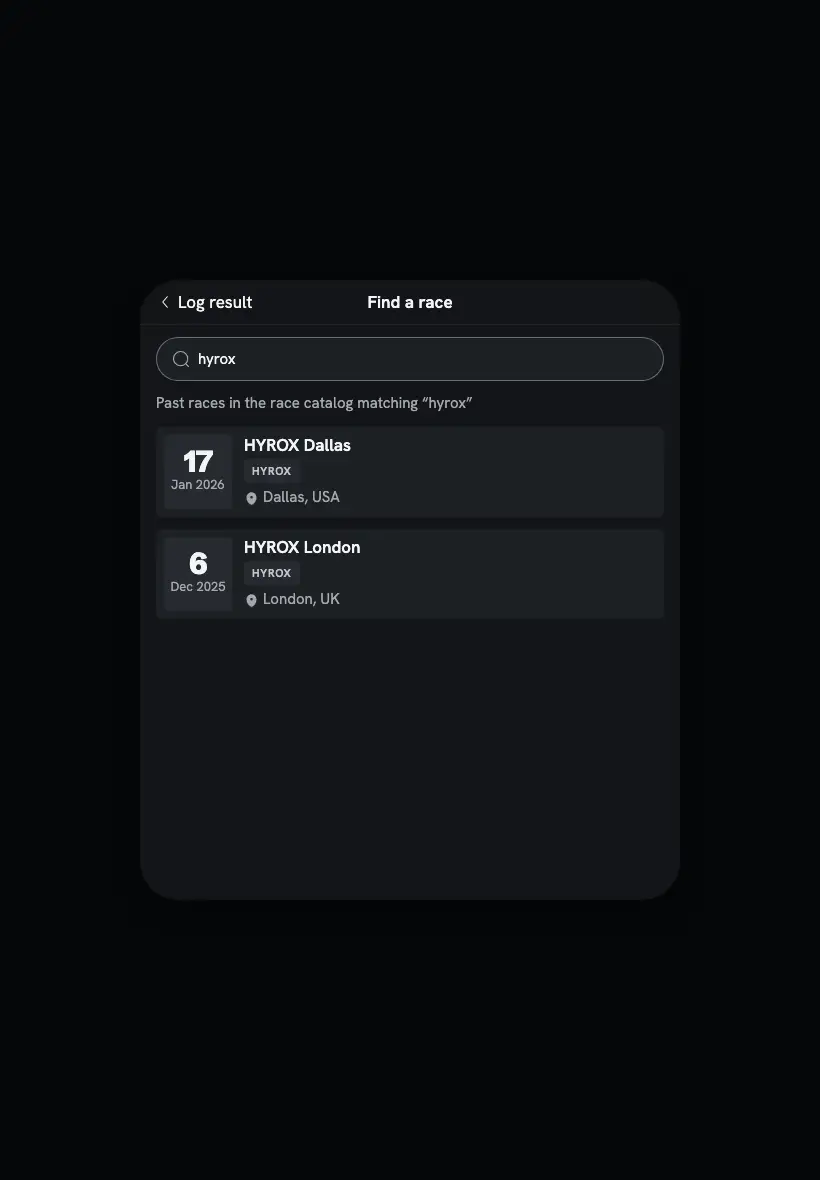 Log result
Find a race
hyrox
Past races in the race catalog matching “hyrox”
17
Jan 2026
HYROX Dallas
HYROX
Dallas, USA
6
Dec 2025
HYROX London
HYROX
London, UK